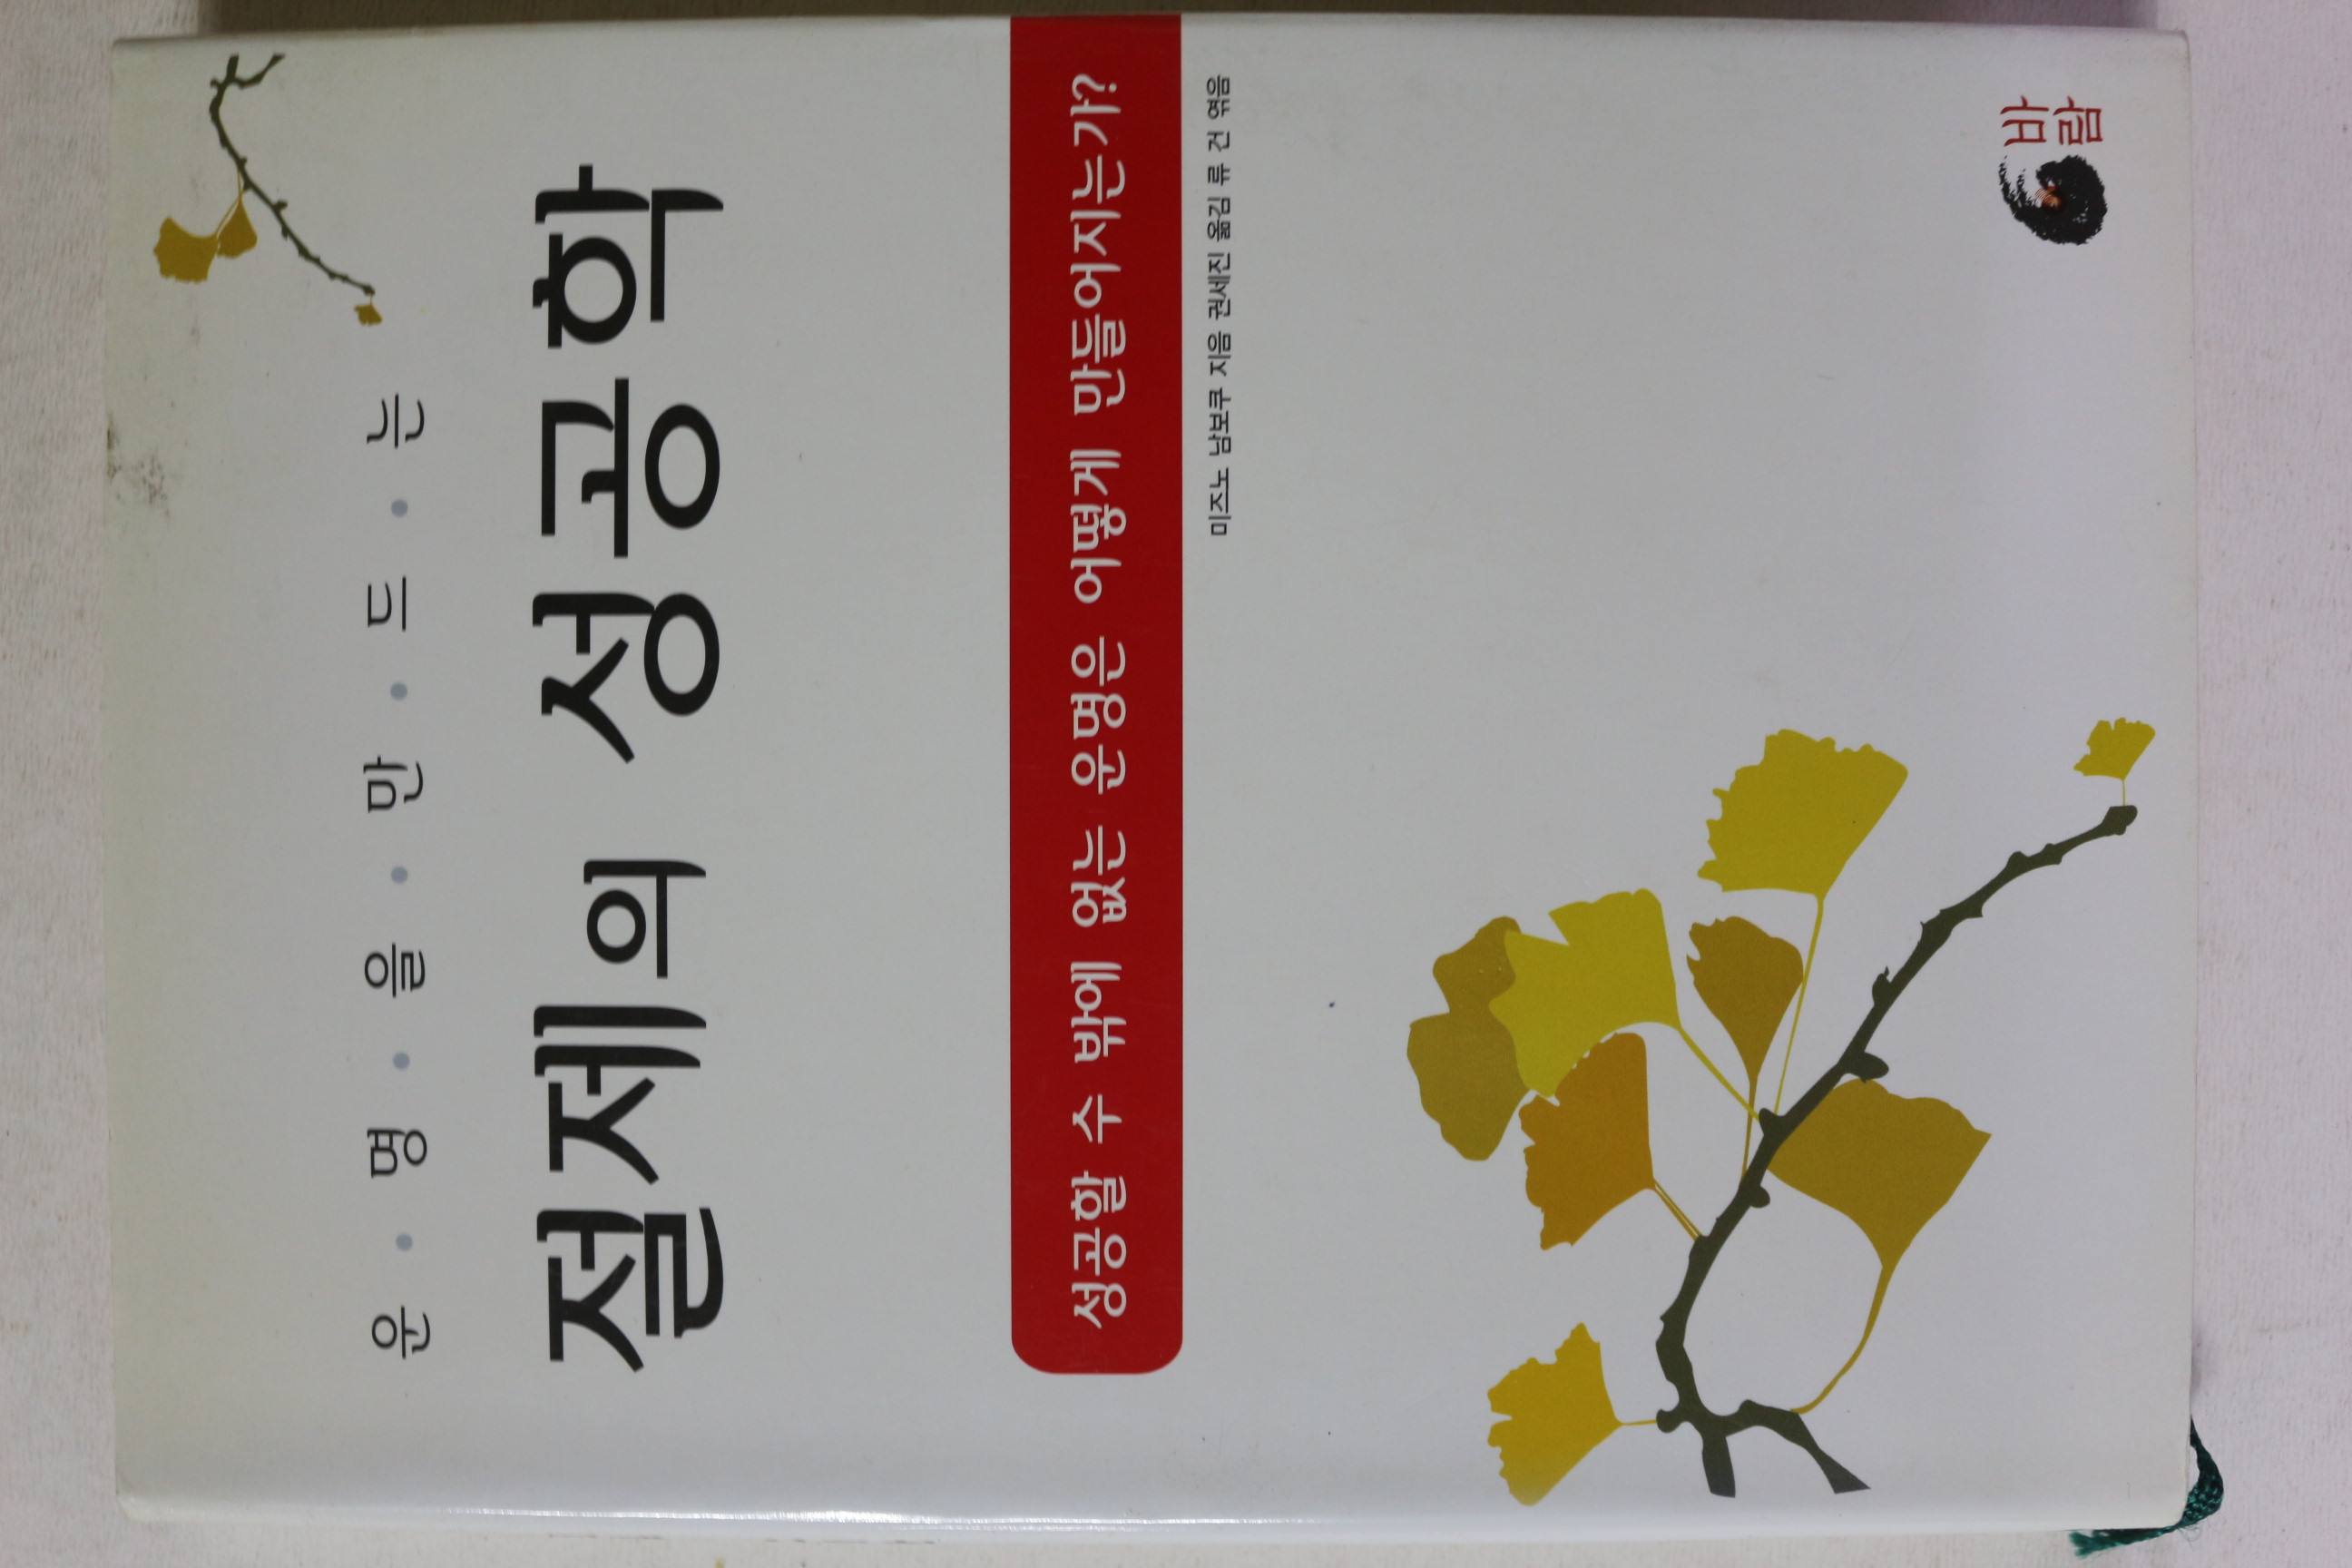 운·명·을·만·드·는
절제의 성공학
성공할 수 밖에 없는 운명은 어떻게 만들어지는가?
미즈노 남보쿠 지음 권세진 옮김 류 건 엮음
바람